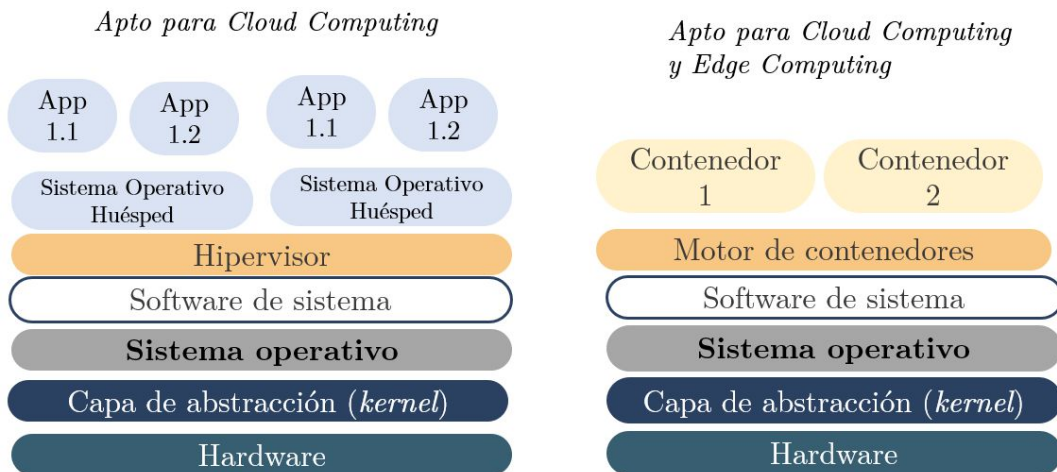 Apto para Cloud Computing
App
1.1
App
1.2
App
1.1
App
1.2
Sistema Operativo
Huésped
Sistema Operativo
Huésped
Hipervisor
Software de sistema
Sistema operativo
Capa de abstracción (kernel)
Hardware
Apto para Cloud Computing
y Edge Computing
Contenedor
1
Contenedor
2
Motor de contenedores
Software de sistema
Sistema operativo
Capa de abstracción (kernel)
Hardware